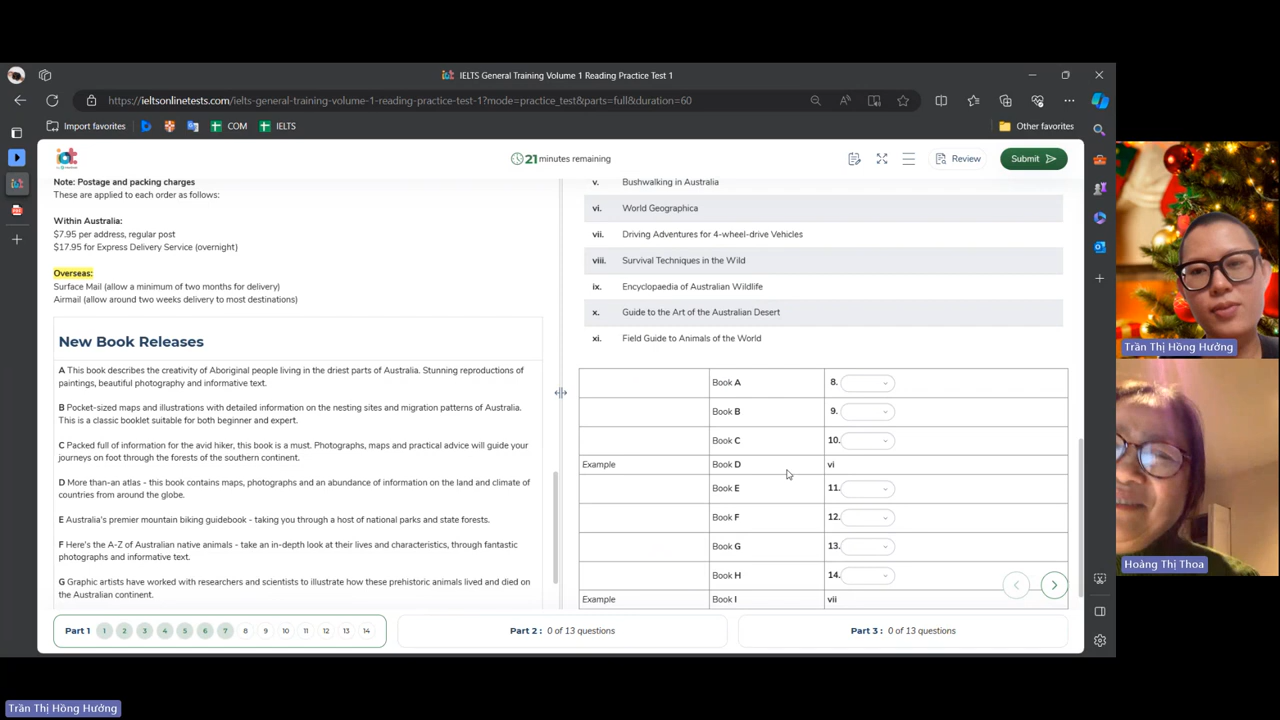 IELTS General Training Volume 1 Reading Practice Test 1
https://ieltsonlinetests.com/ielts-general-training-volume-1-reading-practice-test-1?mode=practice_test&parts=full&duration=60
Import favorites
COM
IELTS
Other favorites
iot
21 minutes remaining
Review
Submit
Note: Postage and packing charges
These are applied to each order as follows:
Within Australia:
$7.95 per address, regular post
$17.95 for Express Delivery Service (overnight)
Overseas:
Surface Mail (allow a minimum of two months for delivery)
Airmail (allow around two weeks delivery to most destinations)
New Book Releases
A This book describes the creativity of Aboriginal people living in the driest parts of Australia. Stunning reproductions of
paintings, beautiful photography and informative text.
B Pocket-sized maps and illustrations with detailed information on the nesting sites and migration patterns of Australia.
This is a classic booklet suitable for both beginner and expert.
C Packed full of information for the avid hiker, this book is a must. Photographs, maps and practical advice will guide your
journeys on foot through the forests of the southern continent.
D More than-an atlas - this book contains maps, photographs and an abundance of information on the land and climate of
countries from around the globe.
E Australia's premier mountain biking guidebook - taking you through a host of national parks and state forests.
F Here's the A-Z of Australian native animals - take an in-depth look at their lives and characteristics, through fantastic
photographs and informative text.
G Graphic artists have worked with researchers and scientists to illustrate how these prehistoric animals lived and died on
the Australian continent.
v. Bushwalking in Australia
vi. World Geographica
vii. Driving Adventures for 4-wheel-drive Vehicles
viii. Survival Techniques in the Wild
ix. Encyclopaedia of Australian Wildlife
x. Guide to the Art of the Australian Desert
xi. Field Guide to Animals of the World
Book A 8.
Book B 9.
Book C 10.
Example Book D vi
Book E 11.
Book F 12.
Book G 13.
Book H 14.
Example Book I vii
Part 1 1 2 3 4 5 6 7 8 9 10 11 12 13 14
Part 2 : 0 of 13 questions
Part 3 : 0 of 13 questions
Trần Thị Hồng Hưởng
Hoàng Thị Thoa
Trần Thị Hồng Hưởng